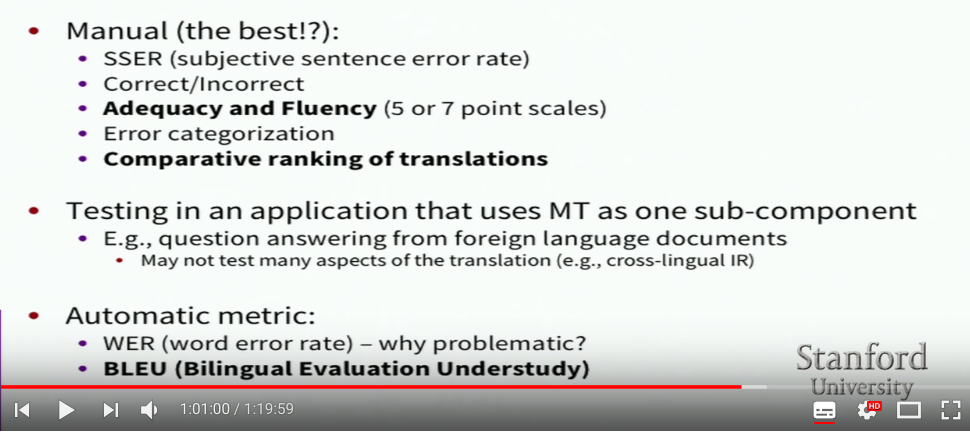 Manual (the best!?):
SSER (subjective sentence error rate)
Correct/Incorrect
Adequacy and Fluency (5 or 7 point scales)
Error categorization
Comparative ranking of translations
Testing in an application that uses MT as one sub-component
E.g., question answering from foreign language documents
May not test many aspects of the translation (e.g., cross-lingual IR)
Automatic metric:
WER (word error rate) – why problematic?
BLEU (Bilingual Evaluation Understudy)
Stanford
University
1:01:00 / 1:19:59
HD